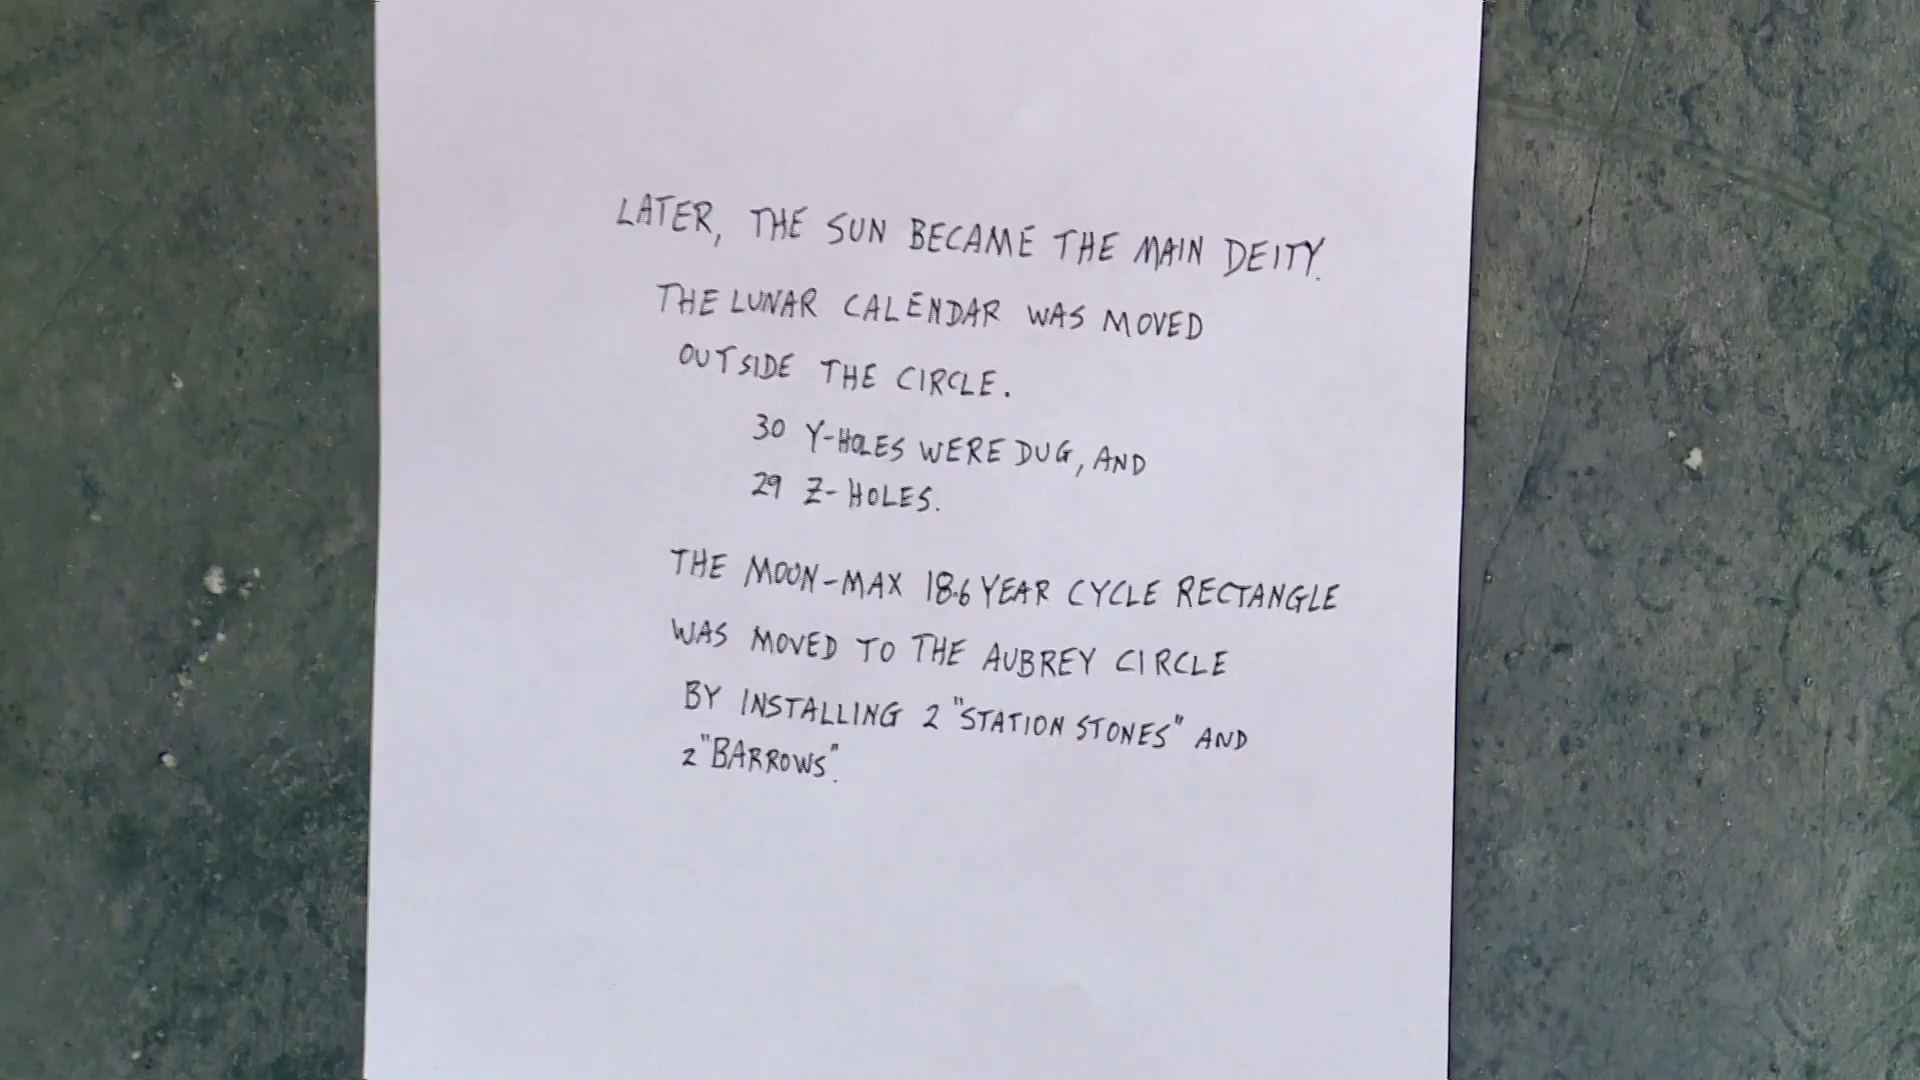 LATER, THE SUN BECAME THE MAIN DEITY.
THE LUNAR CALENDAR WAS MOVED
OUTSIDE THE CIRCLE.
30 Y-HOLES WERE DUG, AND
29 Z-HOLES.
THE MOON-MAX 18.6 YEAR CYCLE RECTANGLE
WAS MOVED TO THE AUBREY CIRCLE
BY INSTALLING 2 "STATION STONES" AND
2 "BARROWS".